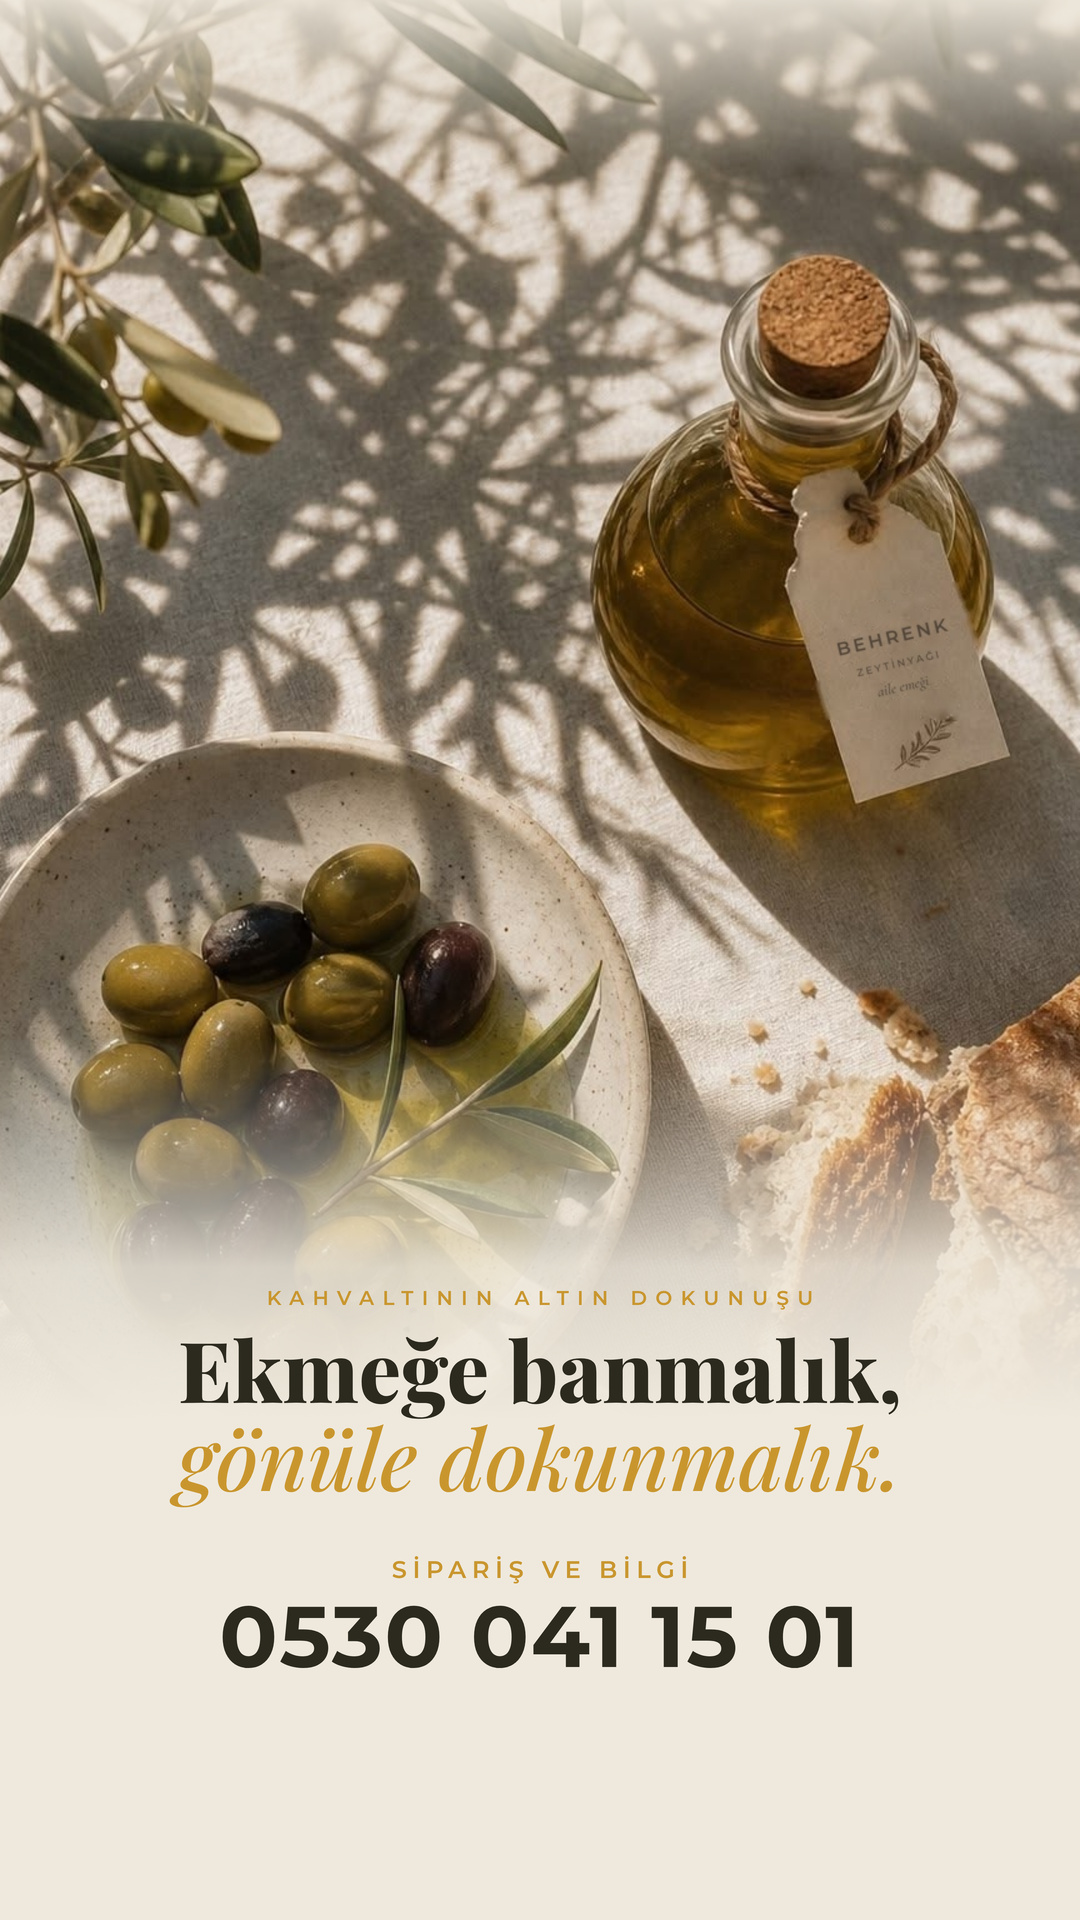 BEHRENK
ZEYTİNYAĞI
aile emeği
KAHVALTININ ALTIN DOKUNUŞU
Ekmeğe banmalık,
gönüle dokunmalık.
SİPARİŞ VE BİLGİ
0530 041 15 01